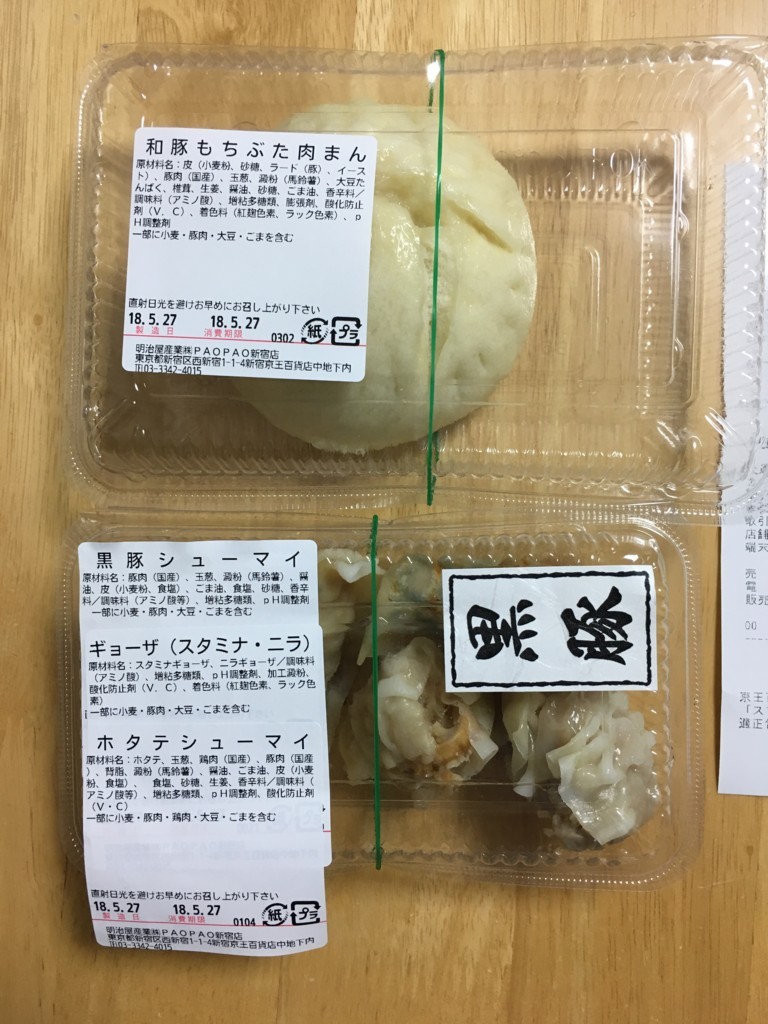 和豚もちぶた肉まん
原材料名：皮（小麦粉、砂糖、ラード（豚）、イース
ト）、豚肉（国産）、玉葱、澱粉（馬鈴薯）、大豆た
んぱく、椎茸、生姜、醤油、砂糖、ごま油、香辛料／
調味料（アミノ酸）、増粘多糖類、膨張剤、酸化防止
剤（V．C）、着色料（紅麹色素、ラック色素）、p
H調整剤
一部に小麦・豚肉・大豆・ごまを含む
直射日光を避けお早めにお召し上がり下さい
18.5.27 18.5.27
製造日 消費期限 0302 紙 プラ
明治屋産業㈱PAOPAO新宿店
東京都新宿区西新宿1-1-4新宿京王百貨店中地下内
℡03-3342-4015
黒豚シューマイ
原材料名：豚肉（国産）、玉葱、澱粉（馬鈴薯）、醤
油、皮（小麦粉、食塩）、ごま油、食塩、砂糖、香辛
料／調味料（アミノ酸等）、増粘多糖類、pH調整剤
一部に小麦・豚肉・大豆・ごまを含む
ギョーザ（スタミナ・ニラ）
原材料名：スタミナギョーザ、ニラギョーザ／調味料
（アミノ酸）、増粘多糖類、pH調整剤、加工澱粉、
酸化防止剤（V．C）、着色料（紅麹色素、ラック色
素）
一部に小麦・豚肉・大豆・ごまを含む
ホタテシューマイ
原材料名：ホタテ、玉葱、鶏肉（国産）、豚肉（国産
）、背脂、澱粉（馬鈴薯）、醤油、ごま油、皮（小麦
粉、食塩）、食塩、砂糖、生姜、香辛料／調味料（
アミノ酸等）、増粘多糖類、pH調整剤、酸化防止剤
（V・C）
一部に小麦・豚肉・鶏肉・大豆・ごまを含む
直射日光を避けお早めにお召し上がり下さい
18.5.27 18.5.27
製造日 消費期限 0104 紙 プラ
明治屋産業㈱PAOPAO新宿店
東京都新宿区西新宿1-1-4新宿京王百貨店中地下内
℡03-3342-4015
黒豚
取引
店舗
端末
売
電
販売
00
京王
「ス
適正